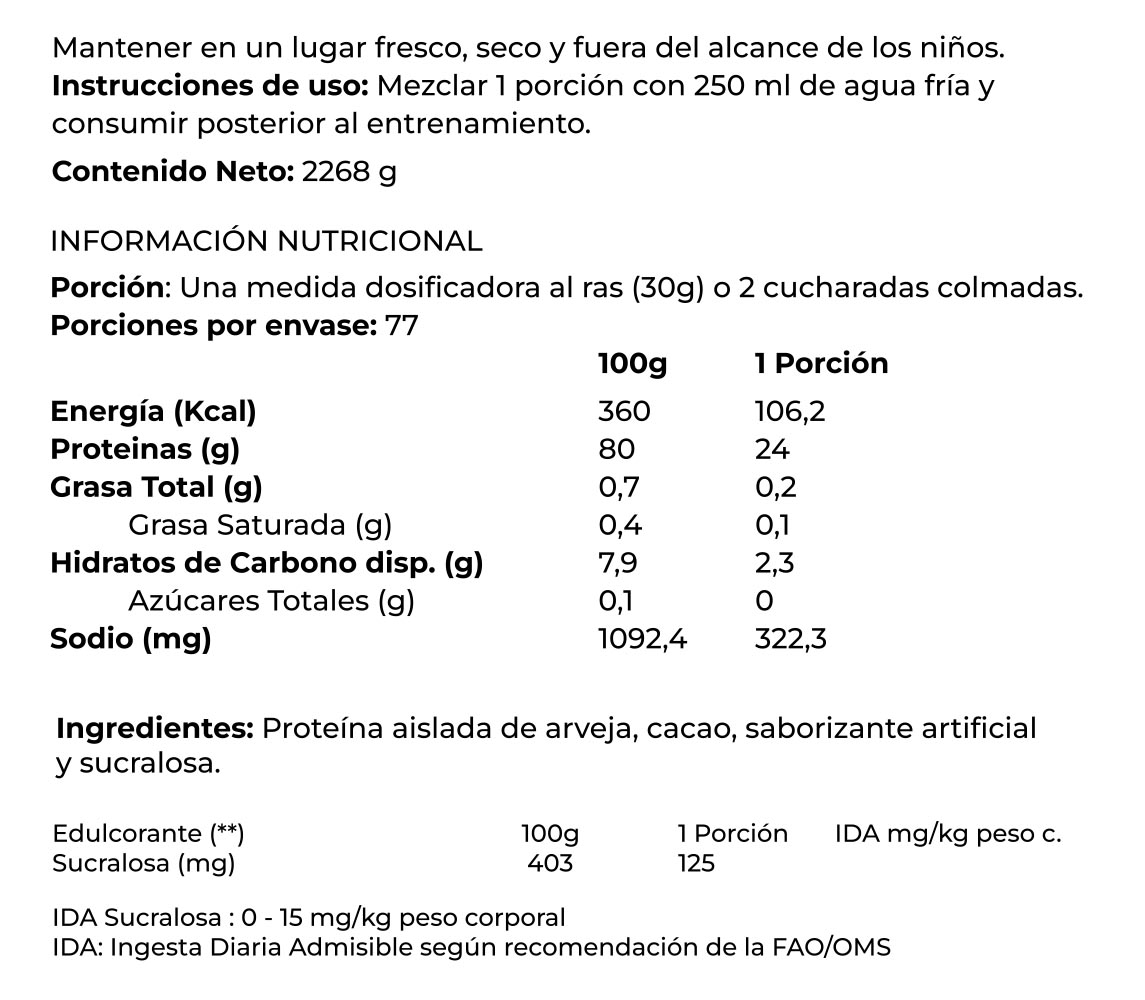 Mantener en un lugar fresco, seco y fuera del alcance de los niños.
Instrucciones de uso: Mezclar 1 porción con 250 ml de agua fría y
consumir posterior al entrenamiento.
Contenido Neto: 2268 g
INFORMACIÓN NUTRICIONAL
Porción: Una medida dosificadora al ras (30g) o 2 cucharadas colmadas.
Porciones por envase: 77
100g 1 Porción
Energía (Kcal) 360 106,2
Proteinas (g) 80 24
Grasa Total (g) 0,7 0,2
Grasa Saturada (g) 0,4 0,1
Hidratos de Carbono disp. (g) 7,9 2,3
Azúcares Totales (g) 0,1 0
Sodio (mg) 1092,4 322,3
Ingredientes: Proteína aislada de arveja, cacao, saborizante artificial
y sucralosa.
Edulcorante (**) 100g 1 Porción IDA mg/kg peso c.
Sucralosa (mg) 403 125
IDA Sucralosa : 0 - 15 mg/kg peso corporal
IDA: Ingesta Diaria Admisible según recomendación de la FAO/OMS